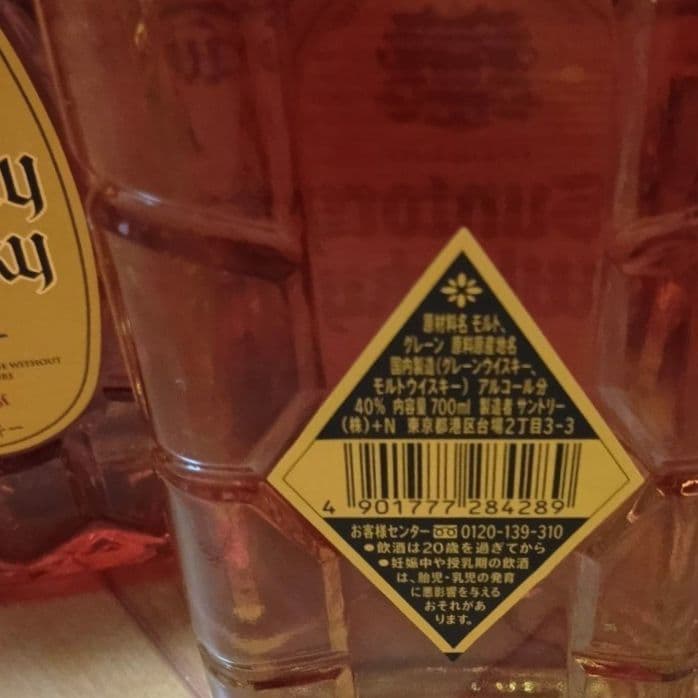 原材料名 モルト、
グレーン 原料原産地名
国内製造(グレーンウイスキー、
モルトウイスキー) アルコール分
40% 内容量 700ml 製造者 サントリー
(株)+N 東京都港区台場2丁目3-3
4 901777 284289
お客様センター 0120-139-310
●飲酒は20歳を過ぎてから
●妊娠中や授乳期の飲酒
は、胎児・乳児の発育
に悪影響を与える
おそれがあ
ります。
WITHOUT